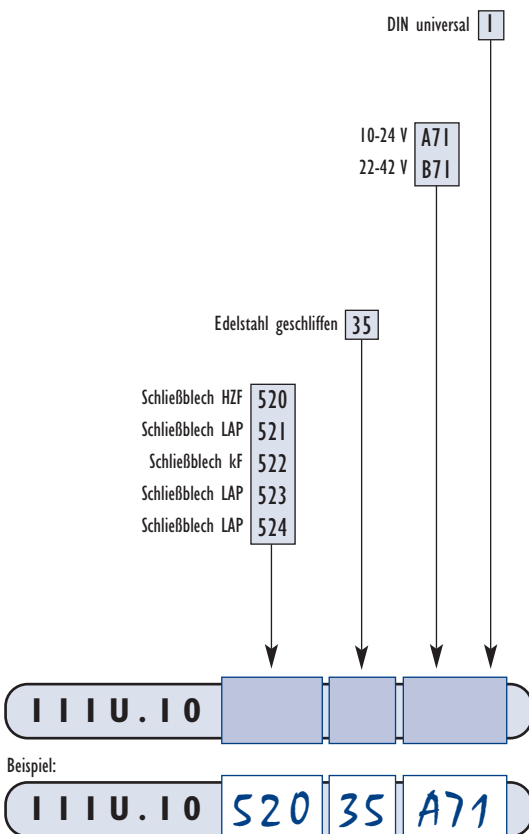 DIN universal 1
10-24 V A71
22-42 V B71
Edelstahl geschliffen 35
Schließblech HZF 520
Schließblech LAP 521
Schließblech kF 522
Schließblech LAP 523
Schließblech LAP 524
111U.10
Beispiel:
111U.10 520 35 A71